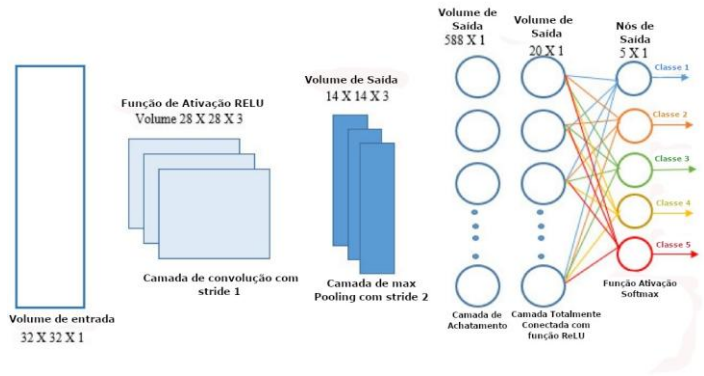 Volume de entrada
32 X 32 X 1
Função de Ativação RELU
Volume 28 X 28 X 3
Camada de convolução com
stride 1
Volume de Saída
14 X 14 X 3
Camada de max
Pooling com stride 2
Volume de
Saída
588 X 1
Camada de
Achatamento
Volume de
Saída
20 X 1
Camada Totalmente
Conectada com
função ReLU
Nós de
Saída
5 X 1
Classe 1
Classe 2
Classe 3
Classe 4
Classe 5
Função Ativação
Softmax